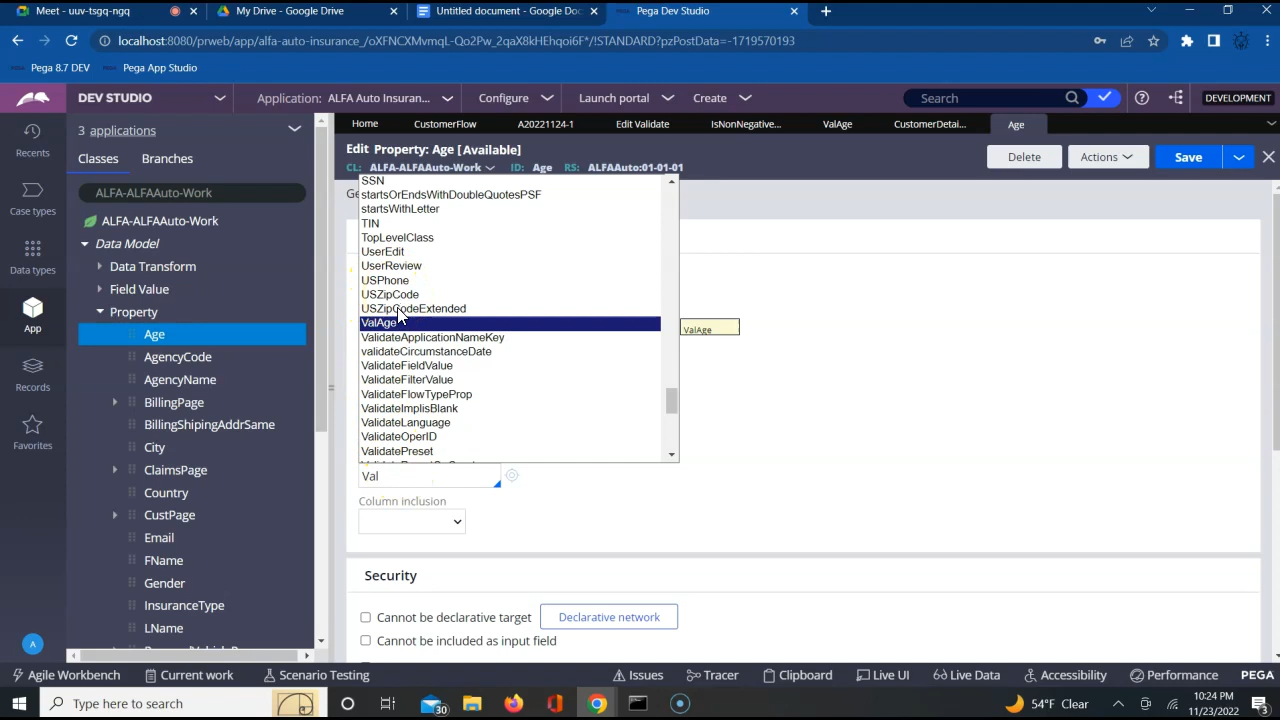 Meet - uuv-tsgq-ngq
My Drive - Google Drive
Untitled document - Google Doc
Pega Dev Studio
localhost:8080/prweb/app/alfa-auto-insurance_/oXFNCXMvmqL-Qo2Pw_2qaX8kHEhqoi6F*/!STANDARD?pzPostData=-1719570193
Pega 8.7 DEV
Pega App Studio
DEV STUDIO
Application: ALFA Auto Insuran...
Configure
Launch portal
Create
Search
DEVELOPMENT
Recents
Case types
Data types
App
Records
Favorites
A
3 applications
Classes
Branches
ALFA-ALFAAuto-Work
ALFA-ALFAAuto-Work
Data Model
Data Transform
Field Value
Property
Age
AgencyCode
AgencyName
BillingPage
BillingShipingAddrSame
City
ClaimsPage
Country
CustPage
Email
FName
Gender
InsuranceType
LName
Home
CustomerFlow
A20221124-1
Edit Validate
IsNonNegative...
ValAge
CustomerDetai...
Age
Edit Property: Age [Available]
CL: ALFA-ALFAAuto-Work ID: Age RS: ALFAAuto:01-01-01
Delete
Actions
Save
Ge
SSN
startsOrEndsWithDoubleQuotesPSF
startsWithLetter
TIN
TopLevelClass
UserEdit
UserReview
USPhone
USZipCode
USZipCodeExtended
ValAge
ValAge
ValidateApplicationNameKey
validateCircumstanceDate
ValidateFieldValue
ValidateFilterValue
ValidateFlowTypeProp
ValidateImplisBlank
ValidateLanguage
ValidateOperID
ValidatePreset
Val
Column inclusion
Security
Cannot be declarative target
Declarative network
Cannot be included as input field
Agile Workbench
Current work
Scenario Testing
Issues
Tracer
Clipboard
Live UI
Live Data
Accessibility
Performance
PEGA
Type here to search
30
54°F Clear
10:24 PM
11/23/2022
3